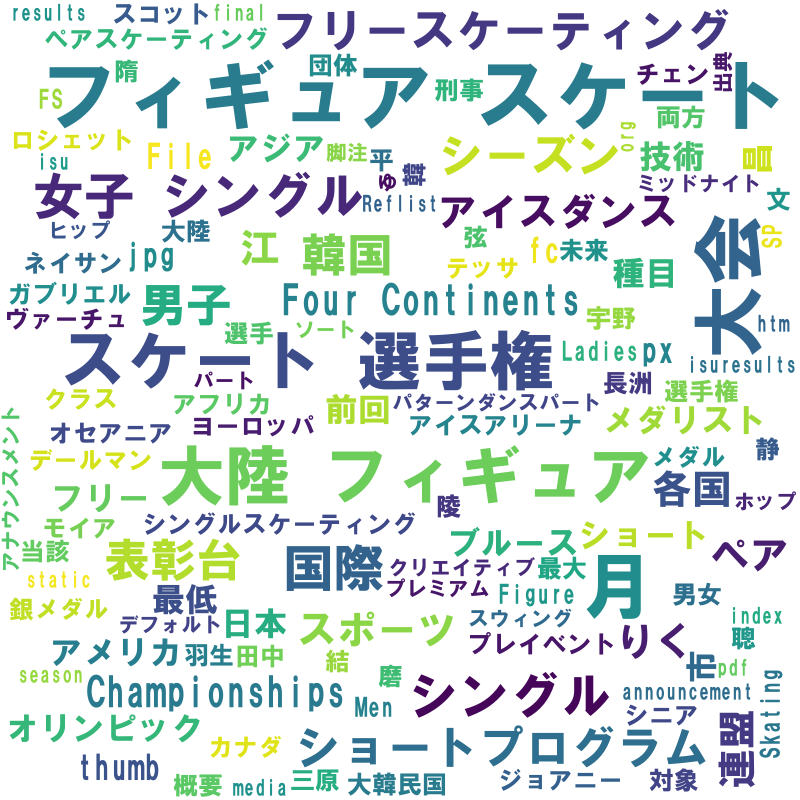 results スコット final
ペアスケーティング フリースケーティング
フィギュア スケート
隋 団体 刑事 チェン 出典
FS 両方
ロシェット isu File アジア 脚注 平 ゅ 韓 シーズン org 技術 昌
女子 シングル Reflist アイスダンス ミッドナイト 文
ヒップ 大陸 SP
ネイサン jpg 江 韓国 弦 テッサ fc 未来 種目 大会
ガブリエル 男子 Four Continents 宇野
ヴァーチュ 選手 ソート htm
スケート 選手権 Ladies px isuresults
パート 長洲 選手権
クラス アフリカ 前回 パターンダンスパート メダリスト
オセアニア ヨーロッパ アイスアリーナ
デールマン 大陸 フィギュア メダル 静
アナウンスメント フリー 陵 各国 ホップ
モイア シングルスケーティング ブルース ショート ペア
当該 表彰台 国際 クリエイティブ 最大
static プレミアム Figure 月 男女
銀メダル 最低 スウィング index
デフォルト 日本 スポーツ プレイベント りく 聰
アメリカ 羽生 田中 結 市 pdf
season Championships 磨 Men シングル announcement Skating
オリンピック カナダ ショートプログラム シニア 連盟
thumb 概要 media 三原 大韓民国 ジョアニー 対象